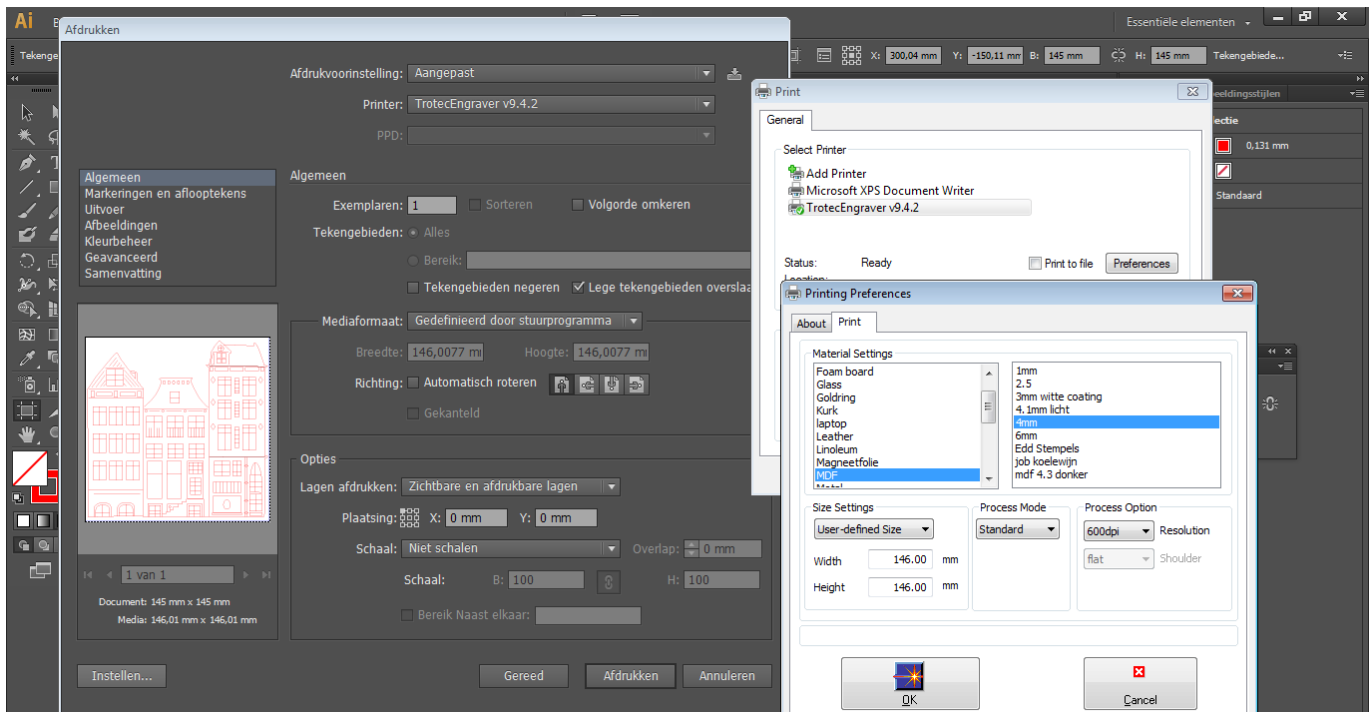 Ai
Afdrukken
Essentiële elementen
Tekenge
X: 300,04 mm Y: -150,11 mm B: 145 mm H: 145 mm Tekengebiede...
Afdrukvoorinstelling: Aangepast
Printer: TrotecEngraver v9.4.2
PPD:
Algemeen
Markeringen en aflooptekens
Uitvoer
Afbeeldingen
Kleurbeheer
Geavanceerd
Samenvatting
Algemeen
Exemplaren: 1 Sorteren Volgorde omkeren
Tekengebieden: Alles
Bereik:
Tekengebieden negeren Lege tekengebieden overslaa
Mediaformaat: Gedefinieerd door stuurprogramma
Breedte: 146,0077 mi Hoogte: 146,0077 mi
Richting: Automatisch roteren
Gekanteld
Opties
Lagen afdrukken: Zichtbare en afdrukbare lagen
Plaatsing: X: 0 mm Y: 0 mm
Schaal: Niet schalen Overlap: 0 mm
Schaal: B: 100 H: 100
Bereik Naast elkaar:
1 van 1
Document: 145 mm x 145 mm
Media: 146,01 mm x 146,01 mm
Instellen...
Gereed
Afdrukken
Annuleren
Print
General
Select Printer
Add Printer
Microsoft XPS Document Writer
TrotecEngraver v9.4.2
Status: Ready
Print to file
Preferences
Printing Preferences
About
Print
Material Settings
Foam board
Glass
Goldring
Kurk
laptop
Leather
Linoleum
Magneetfolie
MDF
1mm
2.5
3mm witte coating
4.1mm licht
4mm
6mm
Edd Stempels
job koelewijn
mdf 4.3 donker
Size Settings
User-defined Size
Width 146.00 mm
Height 146.00 mm
Process Mode
Standard
Process Option
600dpi Resolution
flat Shoulder
OK
Cancel
eeldingsstijlen
ectie
0,131 mm
Standaard